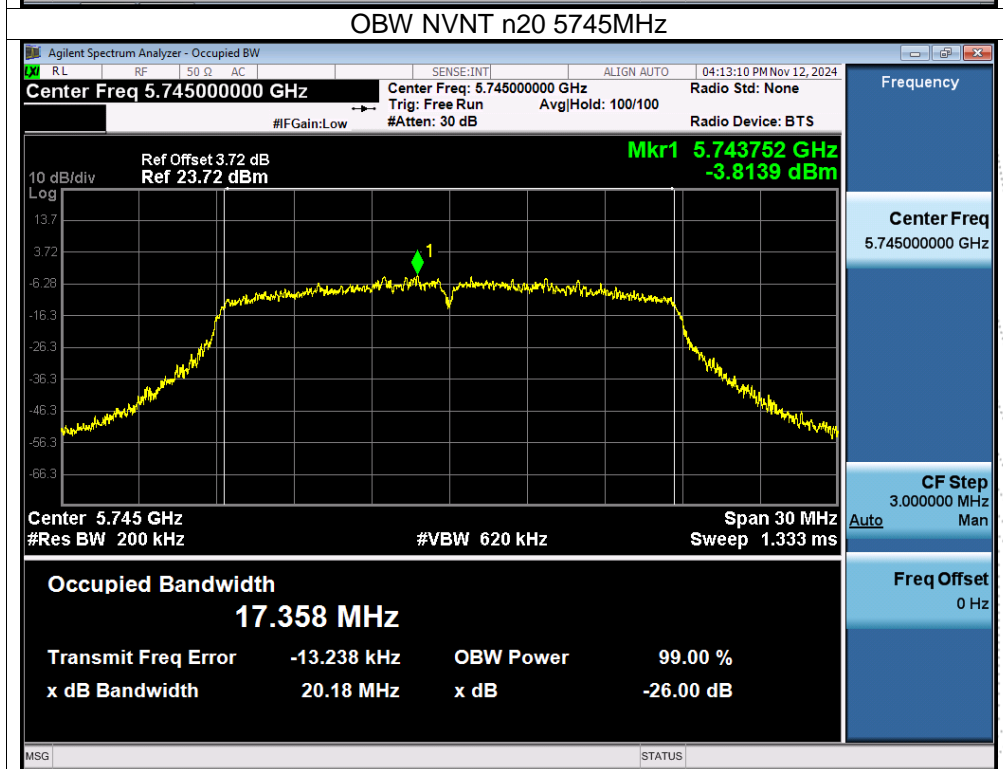 OBW NVNT n20 5745MHz
Agilent Spectrum Analyzer - Occupied BW
LXI RL RF 50 Ω AC SENSE:INT ALIGN AUTO 04:13:10 PM Nov 12, 2024
Center Freq 5.745000000 GHz
Center Freq: 5.745000000 GHz Radio Std: None
Trig: Free Run Avg|Hold: 100/100
#IFGain:Low #Atten: 30 dB Radio Device: BTS
Frequency
Mkr1 5.743752 GHz
-3.8139 dBm
Ref Offset 3.72 dB
10 dB/div Ref 23.72 dBm
Log
13.7
3.72
-6.28
-16.3
-26.3
-36.3
-46.3
-56.3
-66.3
1
Center 5.745 GHz Span 30 MHz
#Res BW 200 kHz #VBW 620 kHz Sweep 1.333 ms
Center Freq
5.745000000 GHz
CF Step
3.000000 MHz
Auto Man
Freq Offset
0 Hz
Occupied Bandwidth
17.358 MHz
Transmit Freq Error -13.238 kHz OBW Power 99.00 %
x dB Bandwidth 20.18 MHz x dB -26.00 dB
MSG STATUS